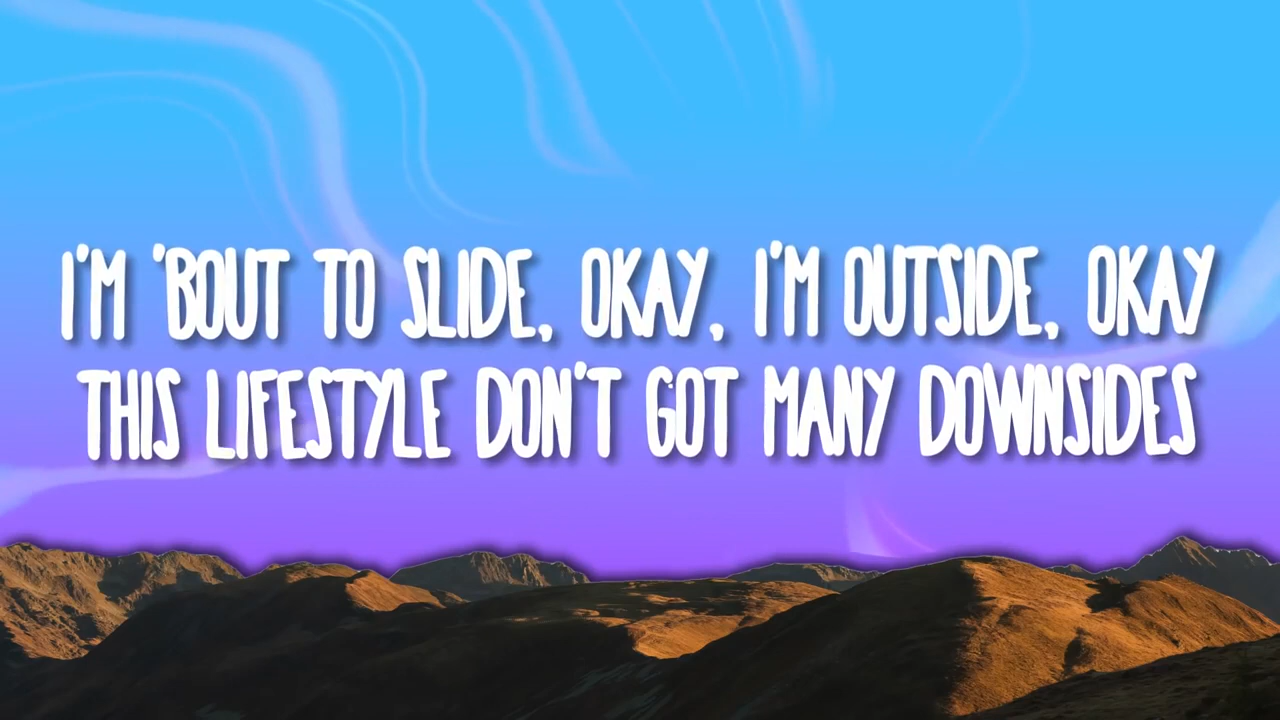 I'M 'BOUT TO SLIDE, OKAY, I'M OUTSIDE, OKAY
THIS LIFESTYLE DON'T GOT MANY DOWNSIDES